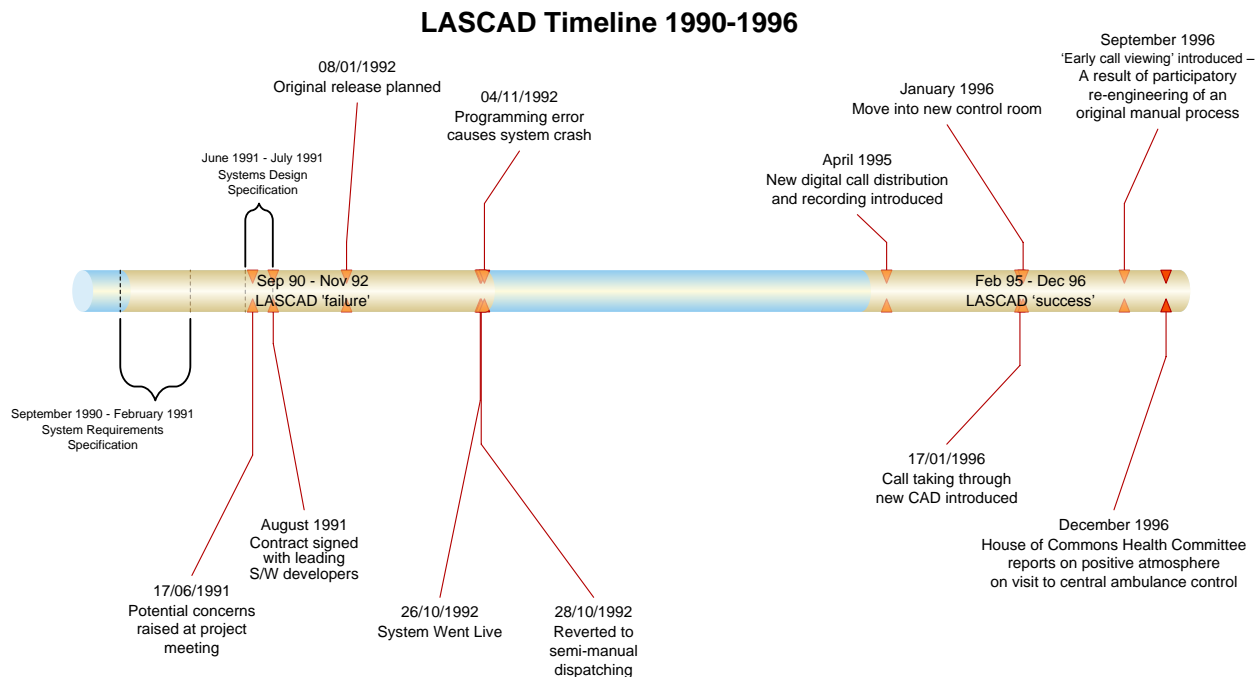 LASCAD Timeline 1990-1996
September 1996
‘Early call viewing’ introduced –
A result of participatory
re-engineering of an
original manual process
08/01/1992
Original release planned
04/11/1992
Programming error
causes system crash
January 1996
Move into new control room
June 1991 - July 1991
Systems Design
Specification
April 1995
New digital call distribution
and recording introduced
Sep 90 - Nov 92
LASCAD 'failure'
Feb 95 - Dec 96
LASCAD ‘success’
September 1990 - February 1991
System Requirements
Specification
17/01/1996
Call taking through
new CAD introduced
August 1991
Contract signed
with leading
S/W developers
December 1996
House of Commons Health Committee
reports on positive atmosphere
on visit to central ambulance control
17/06/1991
Potential concerns
raised at project
meeting
26/10/1992
System Went Live
28/10/1992
Reverted to
semi-manual
dispatching